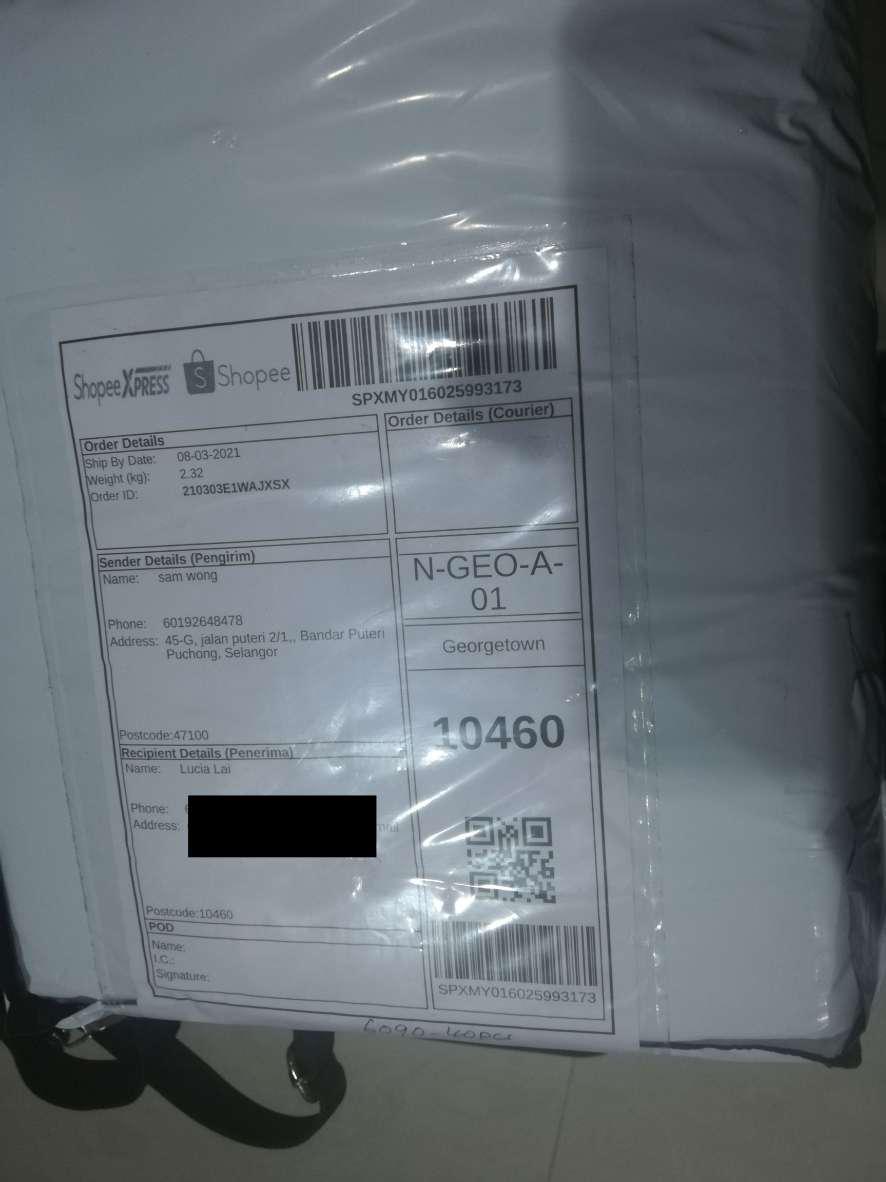 ShopeeXPRESS Shopee
SPXMY016025993173
Order Details
Ship By Date: 08-03-2021
Weight (kg): 2.32
Order ID: 210303E1WAJXSX
Order Details (Courier)
Sender Details (Pengirim)
Name: sam wong
Phone: 60192648478
Address: 45-G, jalan puteri 2/1,, Bandar Puteri
Puchong, Selangor
Postcode:47100
N-GEO-A-
01
Georgetown
10460
Recipient Details (Penerima)
Name: Lucia Lai
Phone:
Address:
Postcode:10460
POD
Name:
I.C.:
Signature:
SPXMY016025993173